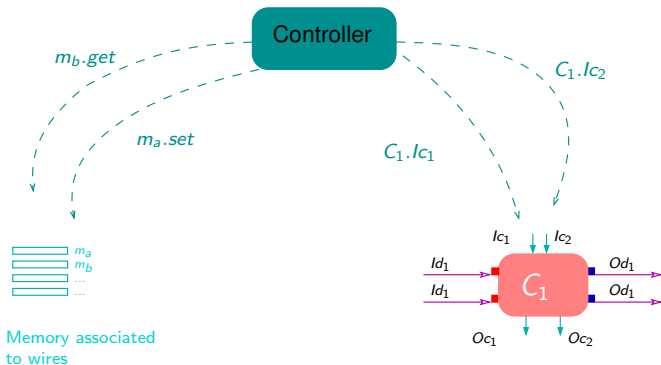 Controller
m_b.get
C_1.Ic_2
m_a.set
C_1.Ic_1
Ic_1 Ic_2
m_a
m_b
...
...
Id_1
Od_1
C_1
Id_1
Od_1
Oc_1 Oc_2
Memory associated
to wires